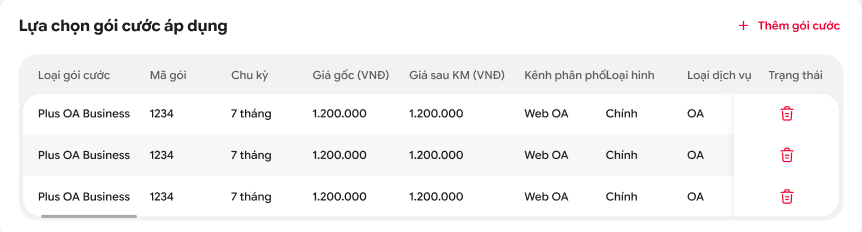 Lựa chọn gói cước áp dụng
+ Thêm gói cước
Loại gói cước Mã gói Chu kỳ Giá gốc (VNĐ) Giá sau KM (VNĐ) Kênh phân phố Loại hình Loại dịch vụ Trạng thái
Plus OA Business 1234 7 tháng 1.200.000 1.200.000 Web OA Chính OA
Plus OA Business 1234 7 tháng 1.200.000 1.200.000 Web OA Chính OA
Plus OA Business 1234 7 tháng 1.200.000 1.200.000 Web OA Chính OA